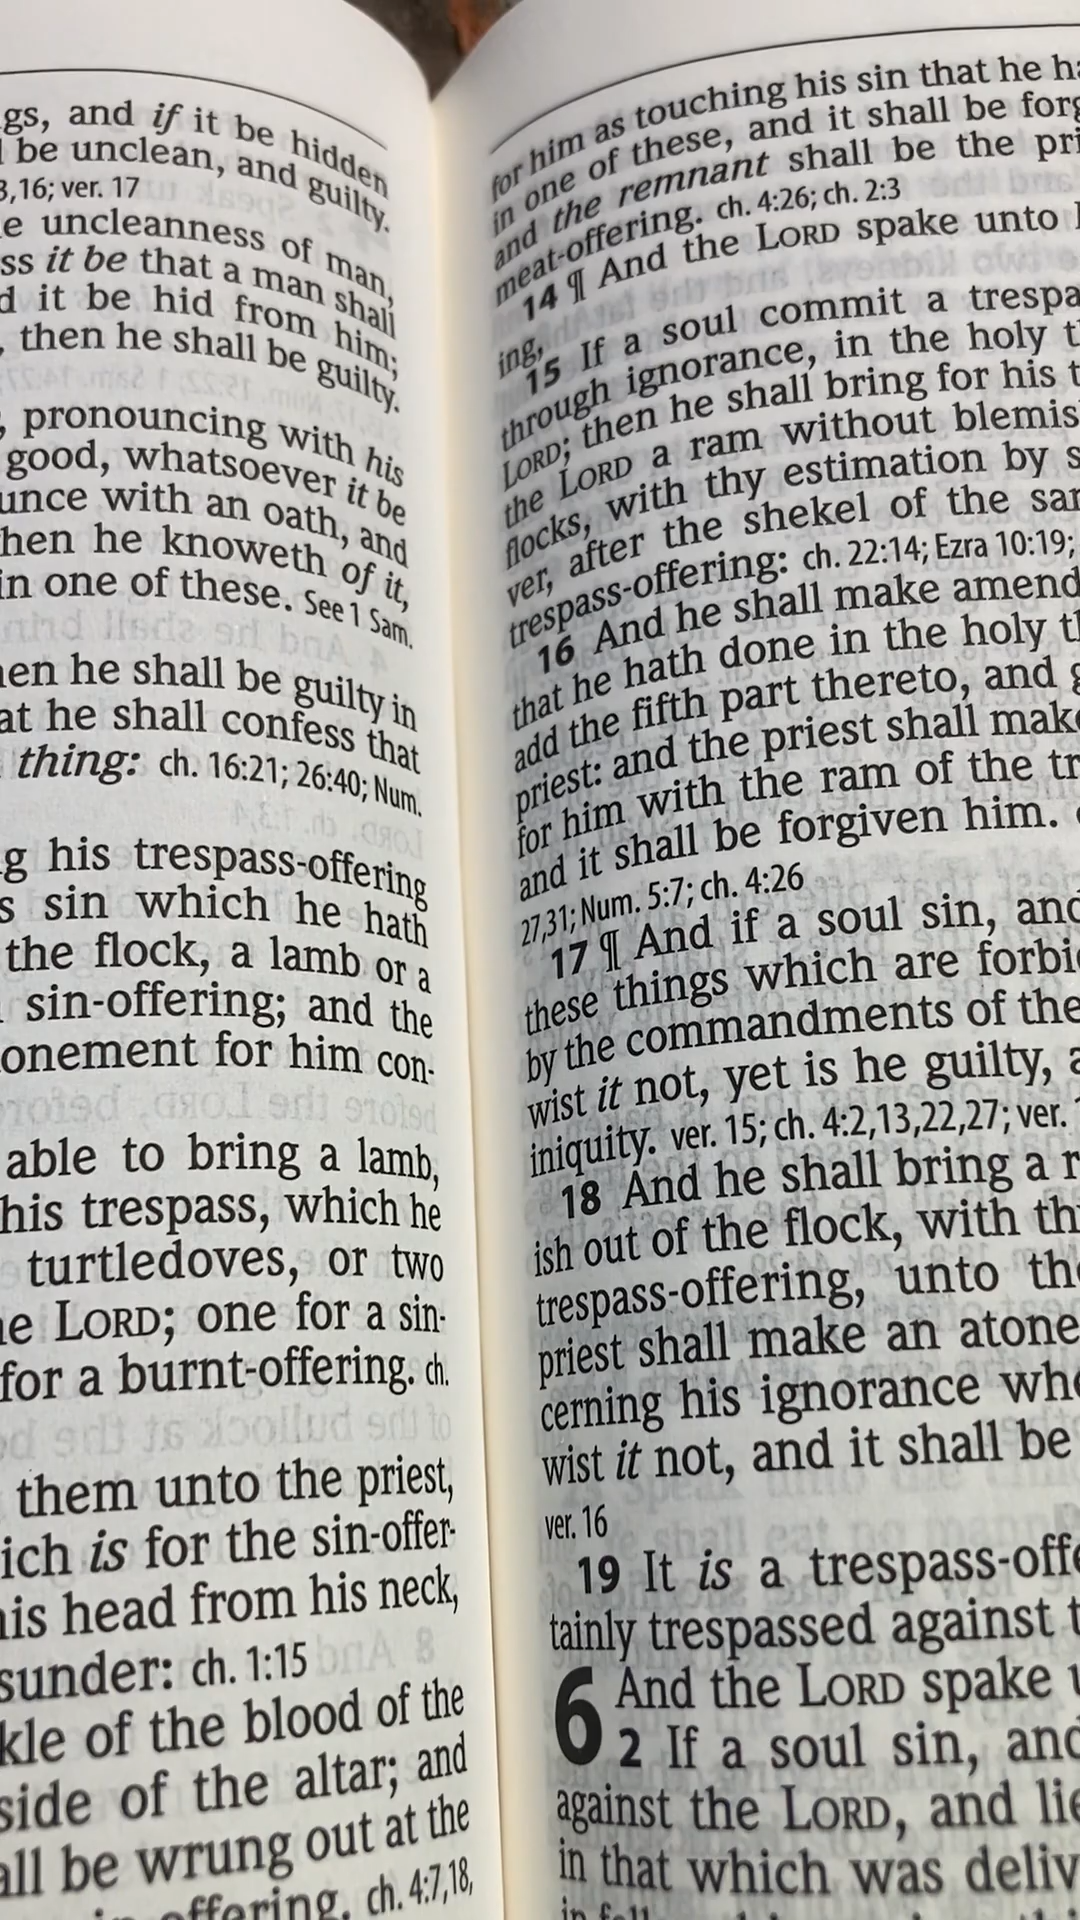 gs, and if it be hidden
be unclean, and guilty.
3,16; ver. 17
uncleanness of man,
it be that a man shall
it be hid from him;
, then he shall be guilty.
, pronouncing with his
good, whatsoever it be
unce with an oath, and
hen he knoweth of it,
in one of these. See 1 Sam.
en he shall be guilty in
at he shall confess that
thing: ch. 16:21; 26:40; Num.
g his trespass-offering
s sin which he hath
the flock, a lamb or a
sin-offering; and the
onement for him con-
able to bring a lamb,
his trespass, which he
turtledoves, or two
e LORD; one for a sin-
for a burnt-offering. ch.
them unto the priest,
ich is for the sin-offer-
his head from his neck,
sunder: ch. 1:15
kle of the blood of the
side of the altar; and
all be wrung out at the
offering. ch. 4:7,18,
for him as touching his sin that he ha
in one of these, and it shall be forg
and the remnant shall be the pri
meat-offering. ch. 4:26; ch. 2:3
14 ¶ And the LORD spake unto
ing,
15 If a soul commit a trespa
through ignorance, in the holy t
LORD; then he shall bring for his t
the LORD a ram without blemis
flocks, with thy estimation by s
ver, after the shekel of the san
trespass-offering: ch. 22:14; Ezra 10:19;
16 And he shall make amend
that he hath done in the holy th
add the fifth part thereto, and g
priest: and the priest shall make
for him with the ram of the tr
and it shall be forgiven him.
27,31; Num. 5:7; ch. 4:26
17 ¶ And if a soul sin, and
these things which are forbid
by the commandments of the
wist it not, yet is he guilty, a
iniquity. ver. 15; ch. 4:2,13,22,27; ver.
18 And he shall bring a r
ish out of the flock, with th
trespass-offering, unto the
priest shall make an atone
cerning his ignorance whe
wist it not, and it shall be
ver. 16
19 It is a trespass-offe
tainly trespassed against t
6 And the LORD spake u
2 If a soul sin, and
against the LORD, and lie
in that which was deliv